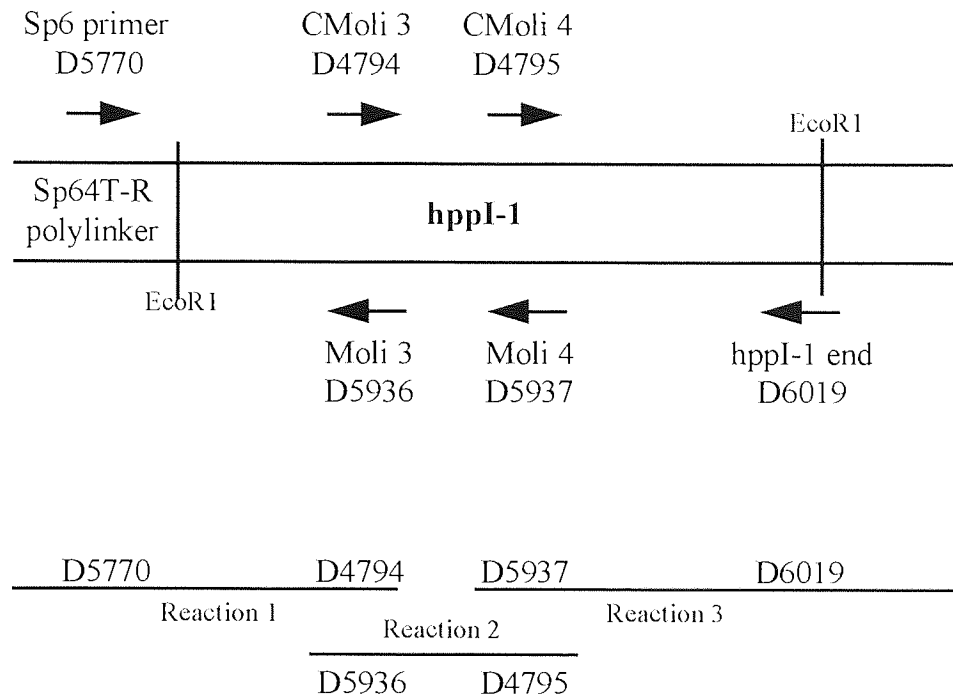 Sp6 primer
D5770
CMoli 3
D4794
CMoli 4
D4795
EcoR1
Sp64T-R
polylinker
hppI-1
EcoR1
Moli 3
D5936
Moli 4
D5937
hppI-1 end
D6019
D5770
D4794
D5937
D6019
Reaction 1
Reaction 2
Reaction 3
D5936
D4795